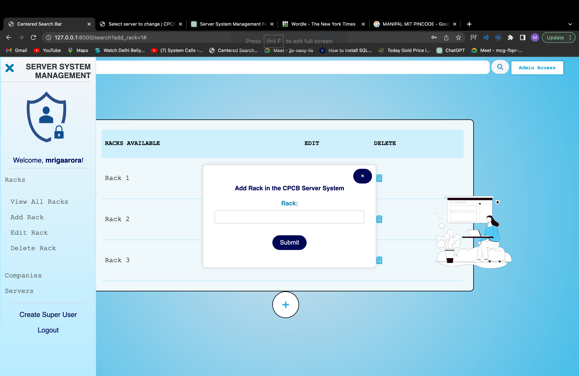 Centered Search Bar
Select server to change | CPC
Server System Management Po
Wordle - The New York Times
MANIPAL MIT PINCODE - Goo
127.0.0.1:8000/search?add_rack=1#
Update
Press (fn) F to exit full screen
Gmail
YouTube
Maps
Watch Delhi Belly...
(7) System Calls -...
Centered Search...
Meet – jjs-oaoy-iia
How to install SQL...
Today Gold Price I...
ChatGPT
Meet - mcg-fbpr-...
SERVER SYSTEM
MANAGEMENT
Admin Access
Welcome, mrigaarora!
Racks
View All Racks
Add Rack
Edit Rack
Delete Rack
Companies
Servers
Create Super User
Logout
RACKS AVAILABLE
EDIT
DELETE
Rack 1
Rack 2
Rack 3
×
Add Rack in the CPCB Server System
Rack:
Submit
+